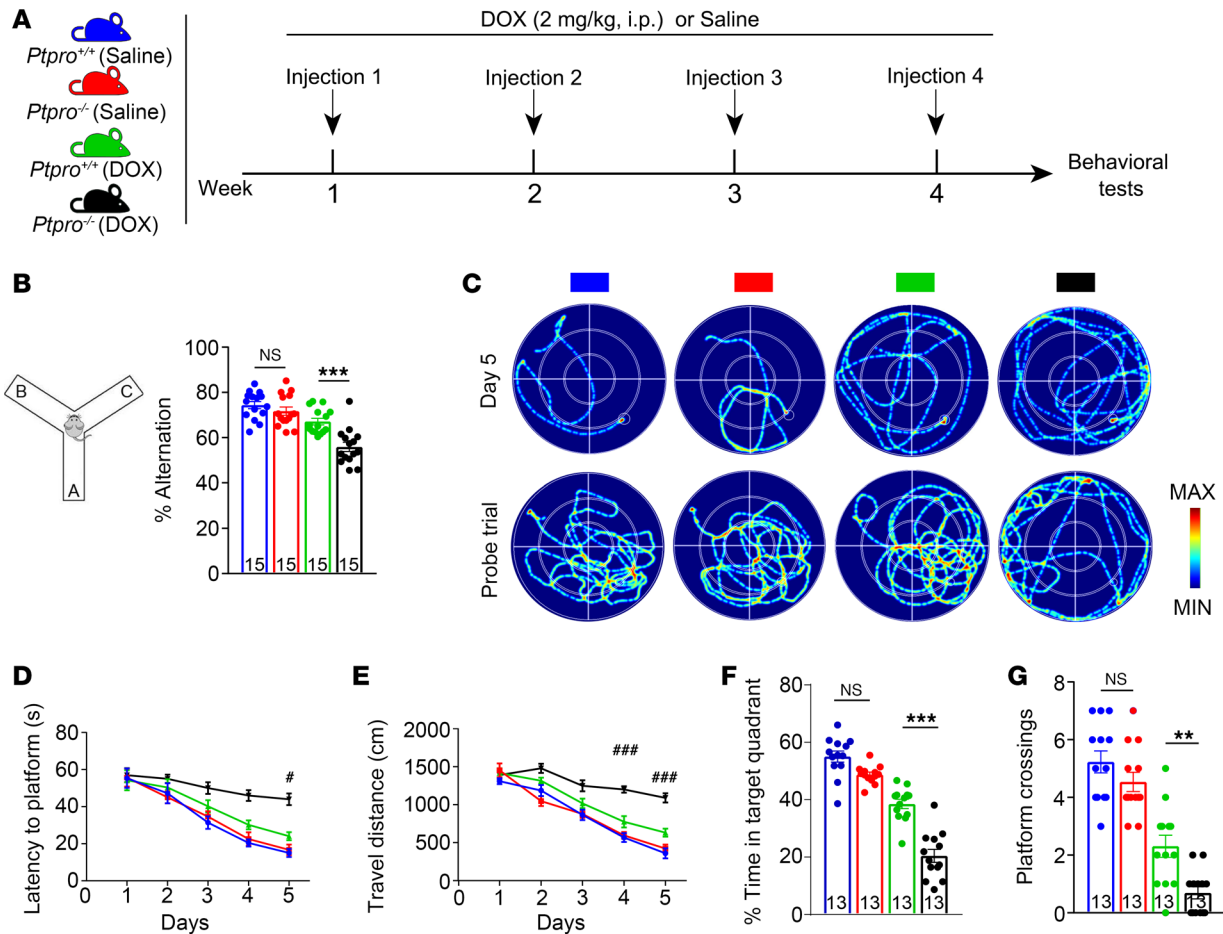 A
Ptpro+/+ (Saline)
Ptpro-/- (Saline)
Ptpro+/+ (DOX)
Ptpro-/- (DOX)
DOX (2 mg/kg, i.p.) or Saline
Injection 1
Injection 2
Injection 3
Injection 4
Week
1
2
3
4
Behavioral
tests
B
B
C
A
% Alternation
100
80
60
40
20
0
NS
***
15
15
15
15
C
Day 5
Probe trial
MAX
MIN
D
Latency to platform (s)
80
60
40
20
0
#
0
1
2
3
4
5
Days
E
Travel distance (cm)
2000
1500
1000
500
0
###
###
0
1
2
3
4
5
Days
F
% Time in target quadrant
80
60
40
20
0
NS
***
13
13
13
13
G
Platform crossings
8
6
4
2
0
NS
**
13
13
13
13